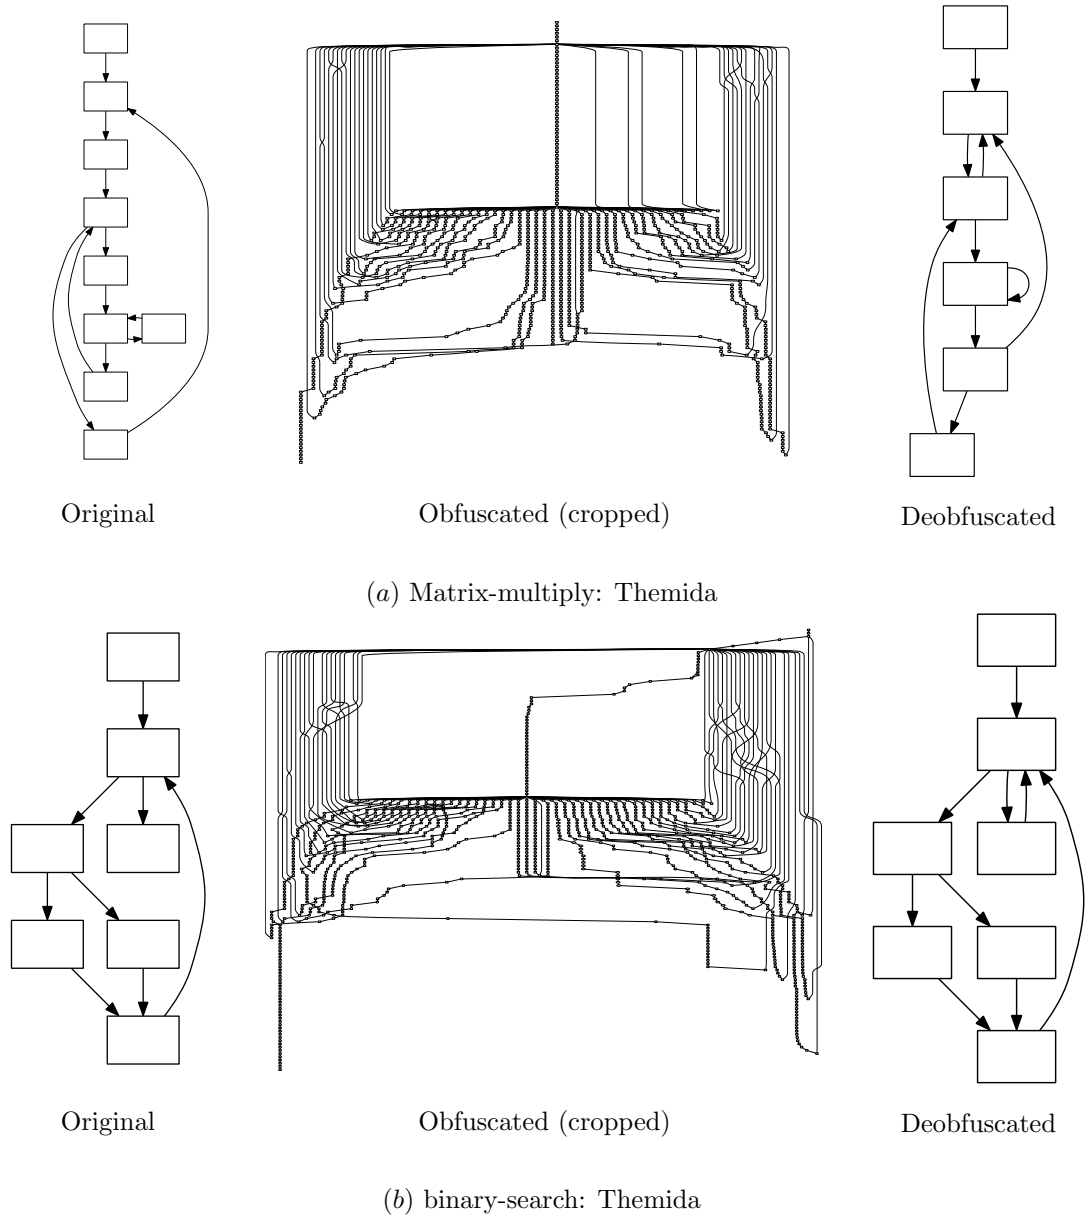 Original
Obfuscated (cropped)
Deobfuscated
(a) Matrix-multiply: Themida
Original
Obfuscated (cropped)
Deobfuscated
(b) binary-search: Themida